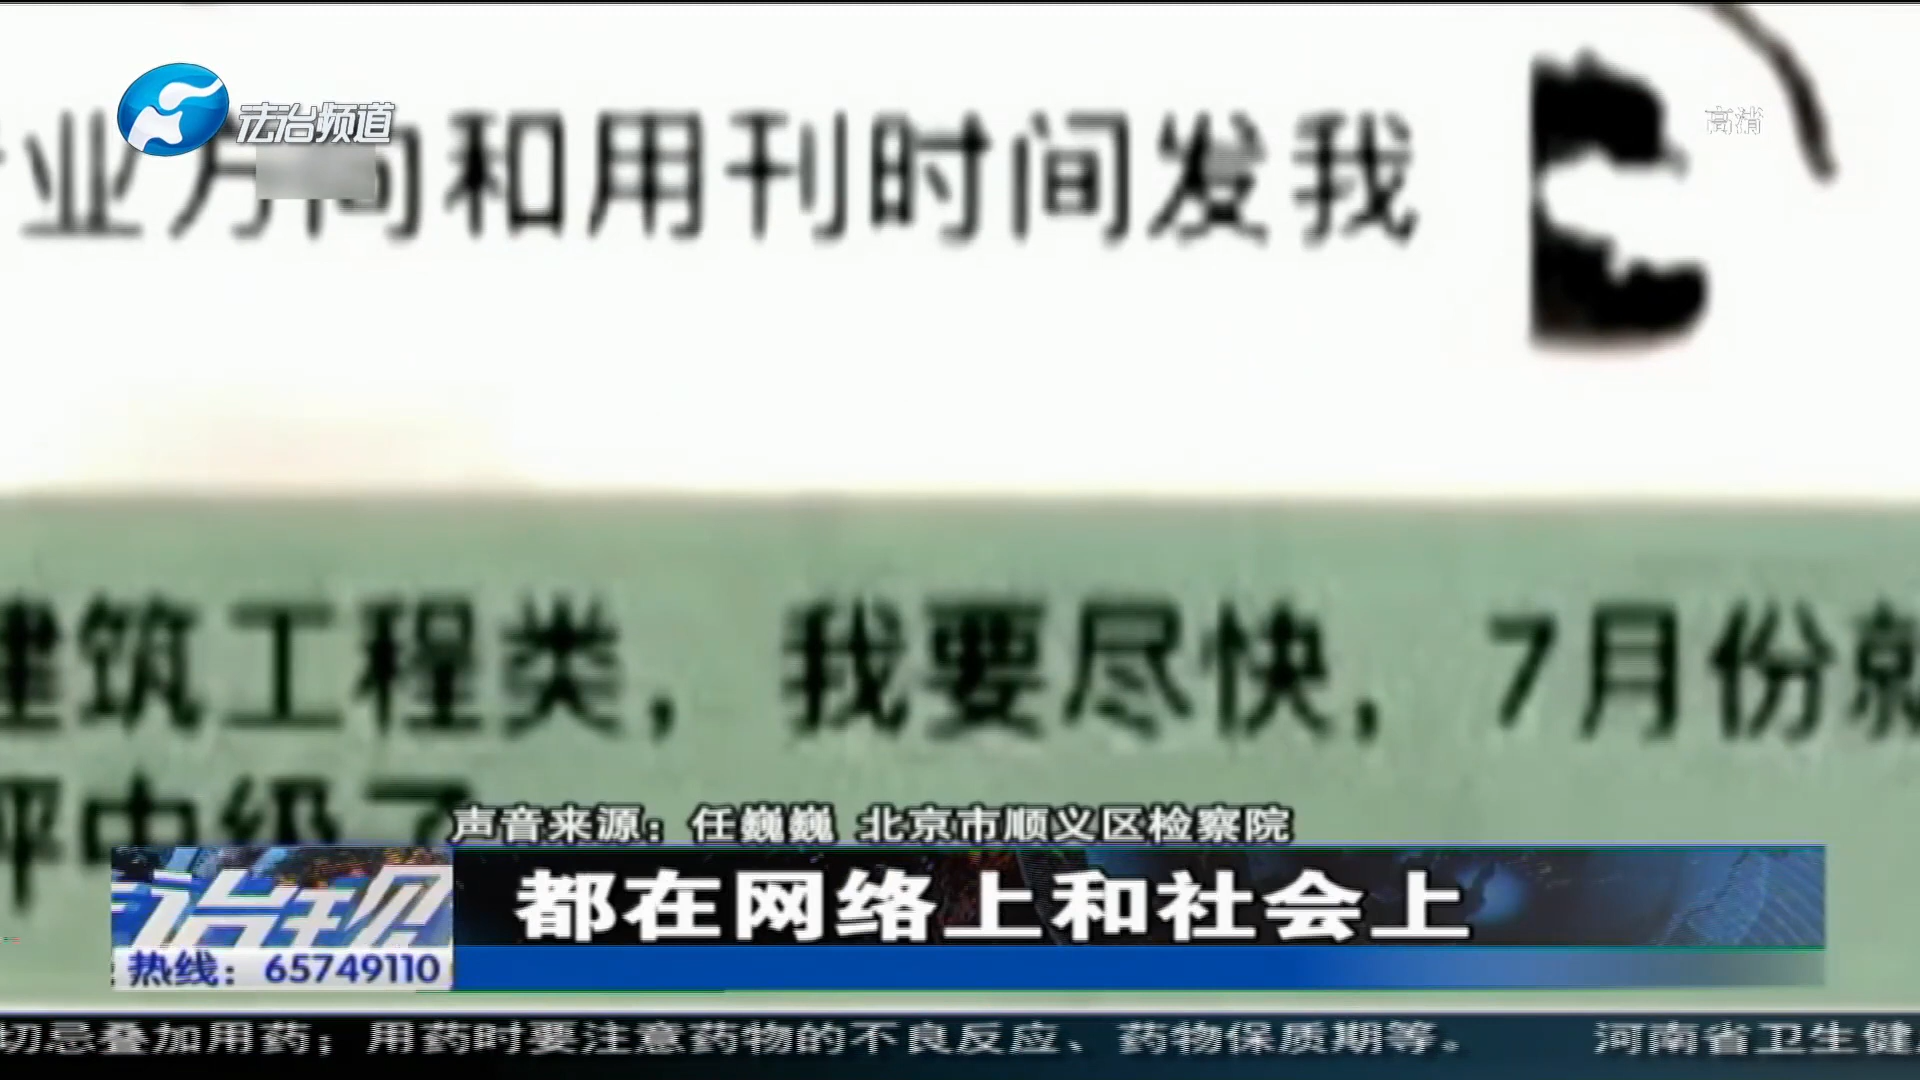 法治频道
高清
业方向和用刊时间发我
建筑工程类，我要尽快，7月份就
评中级了
声音来源：任巍巍 北京市顺义区检察院
都在网络上和社会上
法治现
热线：65749110
切忌叠加用药；用药时要注意药物的不良反应、药物保质期等。 河南省卫生健